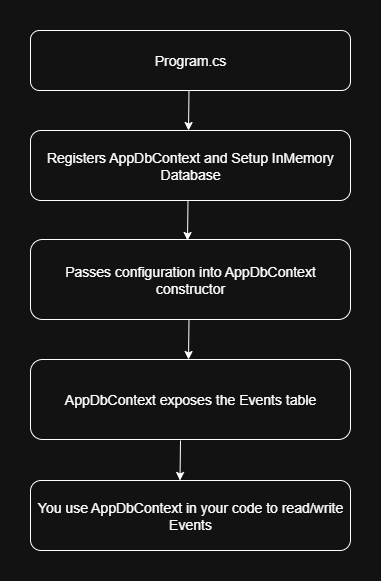 Program.cs
Registers AppDbContext and Setup InMemory
Database
Passes configuration into AppDbContext
constructor
AppDbContext exposes the Events table
You use AppDbContext in your code to read/write
Events